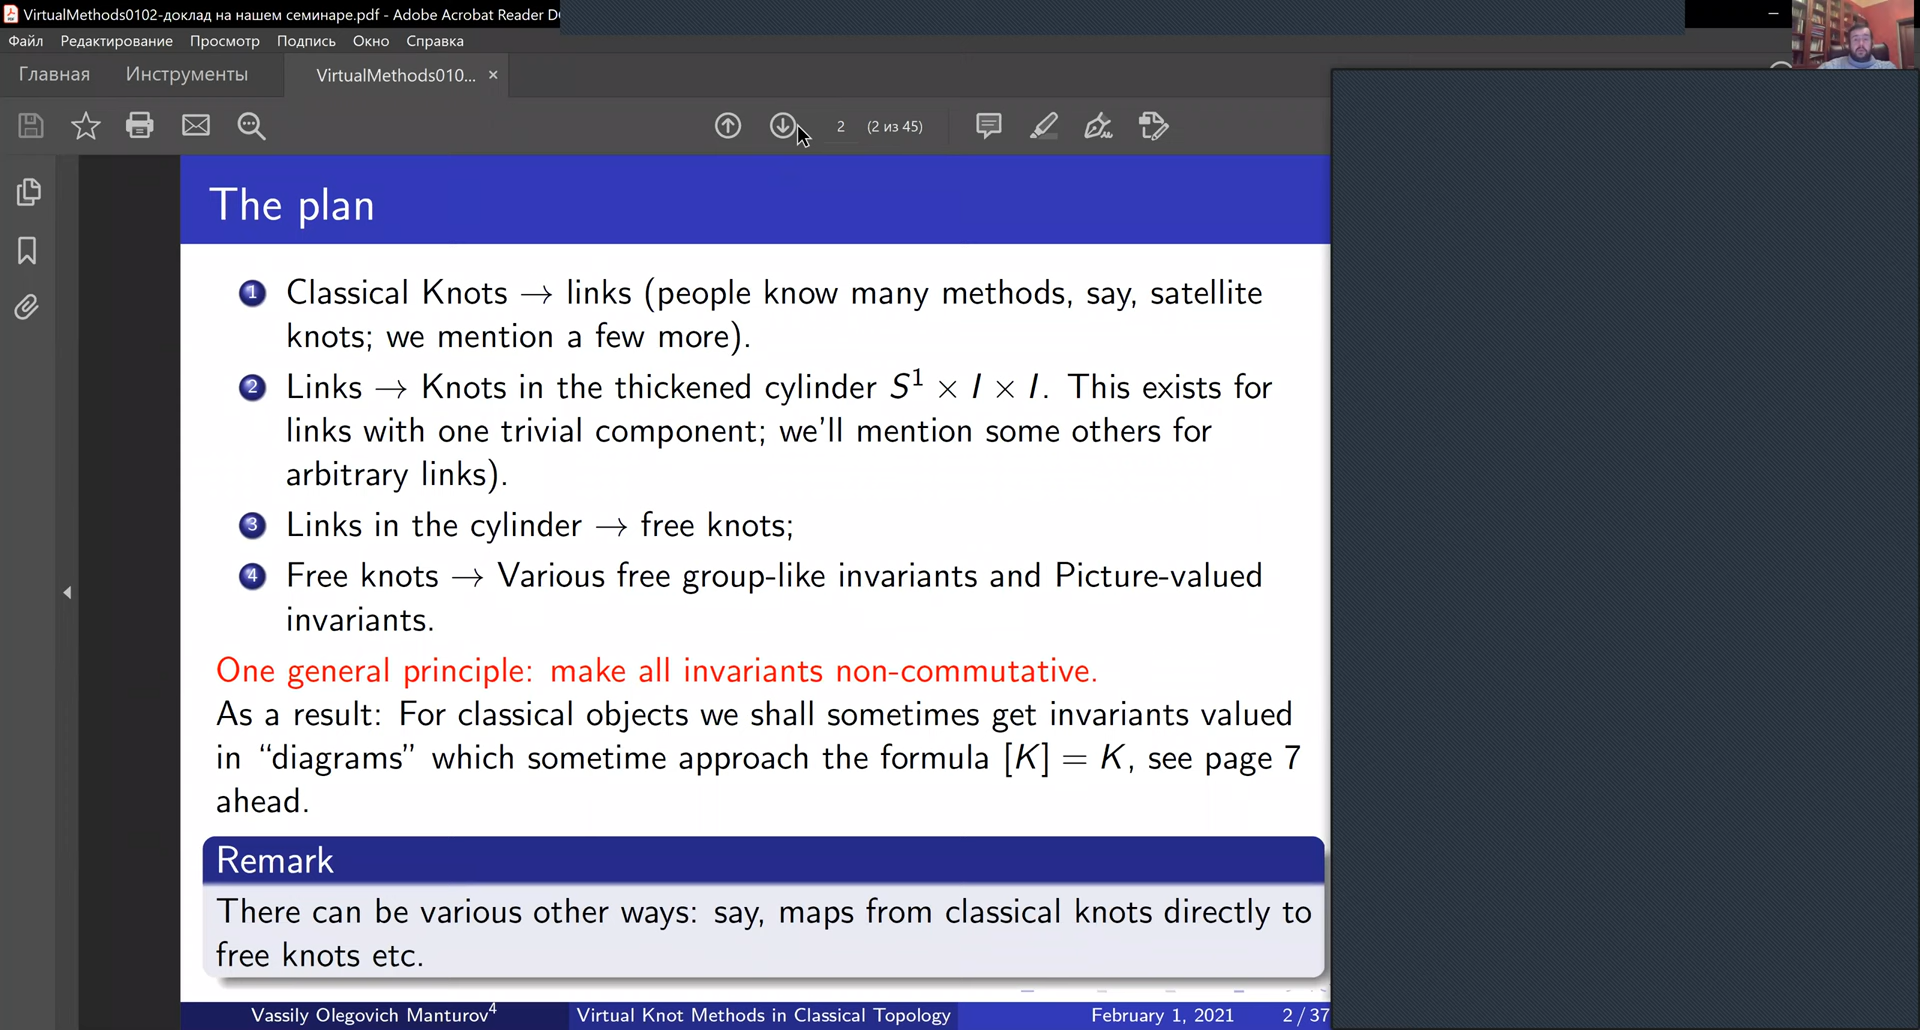 VirtualMethods0102-доклад на нашем семинаре.pdf - Adobe Acrobat Reader
Файл Редактирование Просмотр Подпись Окно Справка
Главная Инструменты VirtualMethods010... ×
2 (2 из 45)
The plan
1 Classical Knots → links (people know many methods, say, satellite
knots; we mention a few more).
2 Links → Knots in the thickened cylinder S¹ × I × I. This exists for
links with one trivial component; we'll mention some others for
arbitrary links).
3 Links in the cylinder → free knots;
4 Free knots → Various free group-like invariants and Picture-valued
invariants.
One general principle: make all invariants non-commutative.
As a result: For classical objects we shall sometimes get invariants valued
in “diagrams” which sometime approach the formula [K] = K, see page 7
ahead.
Remark
There can be various other ways: say, maps from classical knots directly to
free knots etc.
Vassily Olegovich Manturov⁴ Virtual Knot Methods in Classical Topology February 1, 2021 2 / 37